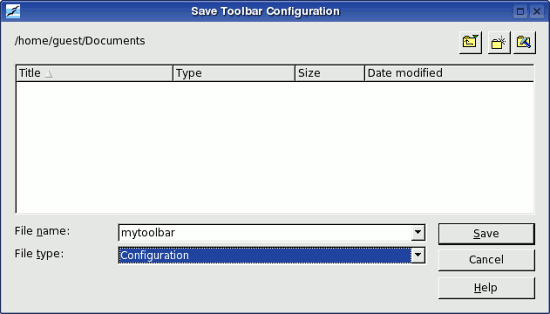 Save Toolbar Configuration
/home/guest/Documents
Title Type Size Date modified
File name: mytoolbar Save
File type: Configuration Cancel
Help